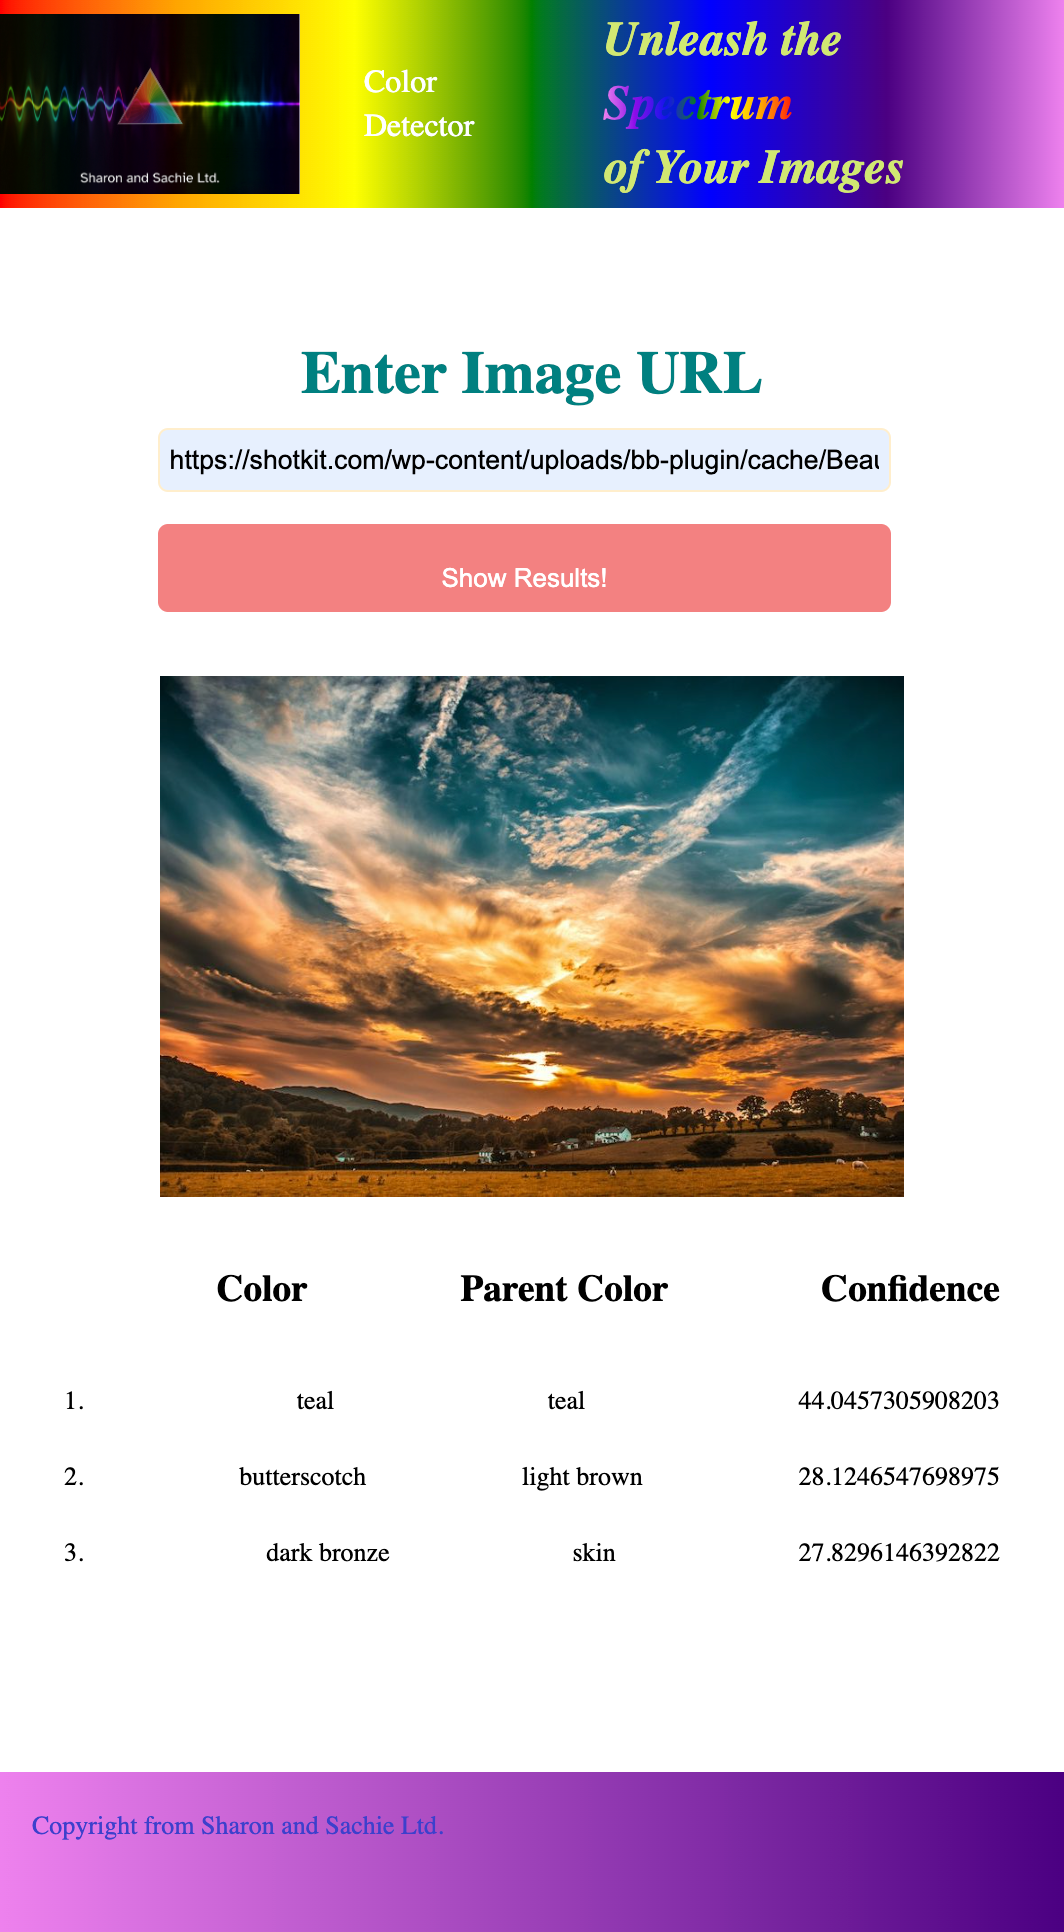 Sharon and Sachie Ltd.
Color
Detector
Unleash the
Spectrum
of Your Images
Enter Image URL
https://shotkit.com/wp-content/uploads/bb-plugin/cache/Beau
Show Results!
Color Parent Color Confidence
1. teal teal 44.0457305908203
2. butterscotch light brown 28.1246547698975
3. dark bronze skin 27.8296146392822
Copyright from Sharon and Sachie Ltd.